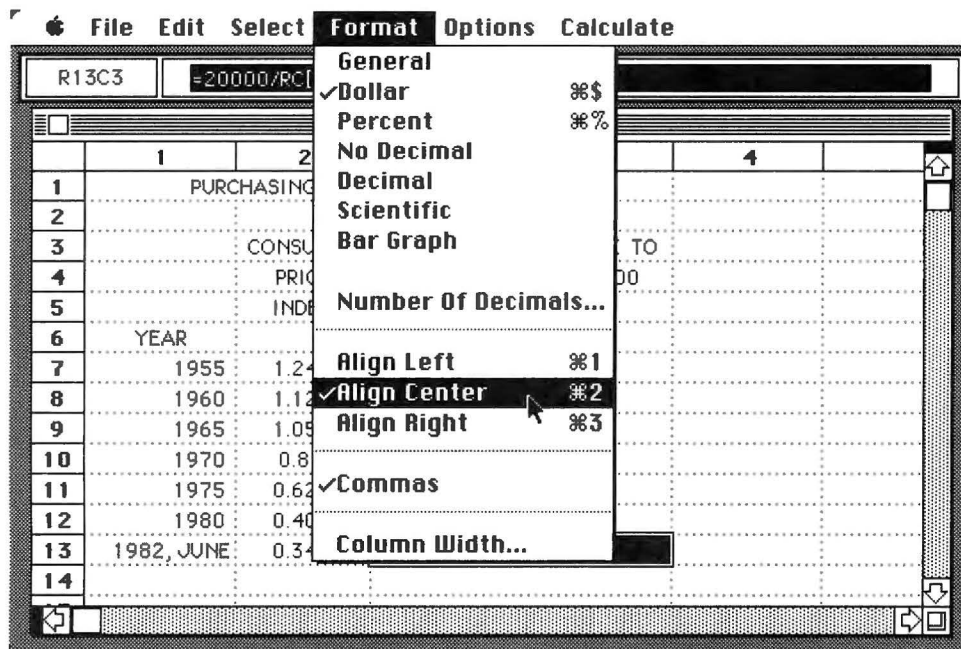 File Edit Select Format Options Calculate
R13C3 =20000/RC[
General
✓Dollar ⌘$
Percent ⌘%
No Decimal
Decimal
Scientific
Bar Graph
Number Of Decimals...
Align Left ⌘1
✓Align Center ⌘2
Align Right ⌘3
✓Commas
Column Width...
1 2 4
1 PURCHASING
2
3 CONSU TO
4 PRIC 00
5 INDE
6 YEAR
7 1955 1.24
8 1960 1.12
9 1965 1.05
10 1970 0.8
11 1975 0.62
12 1980 0.40
13 1982, JUNE 0.34
14